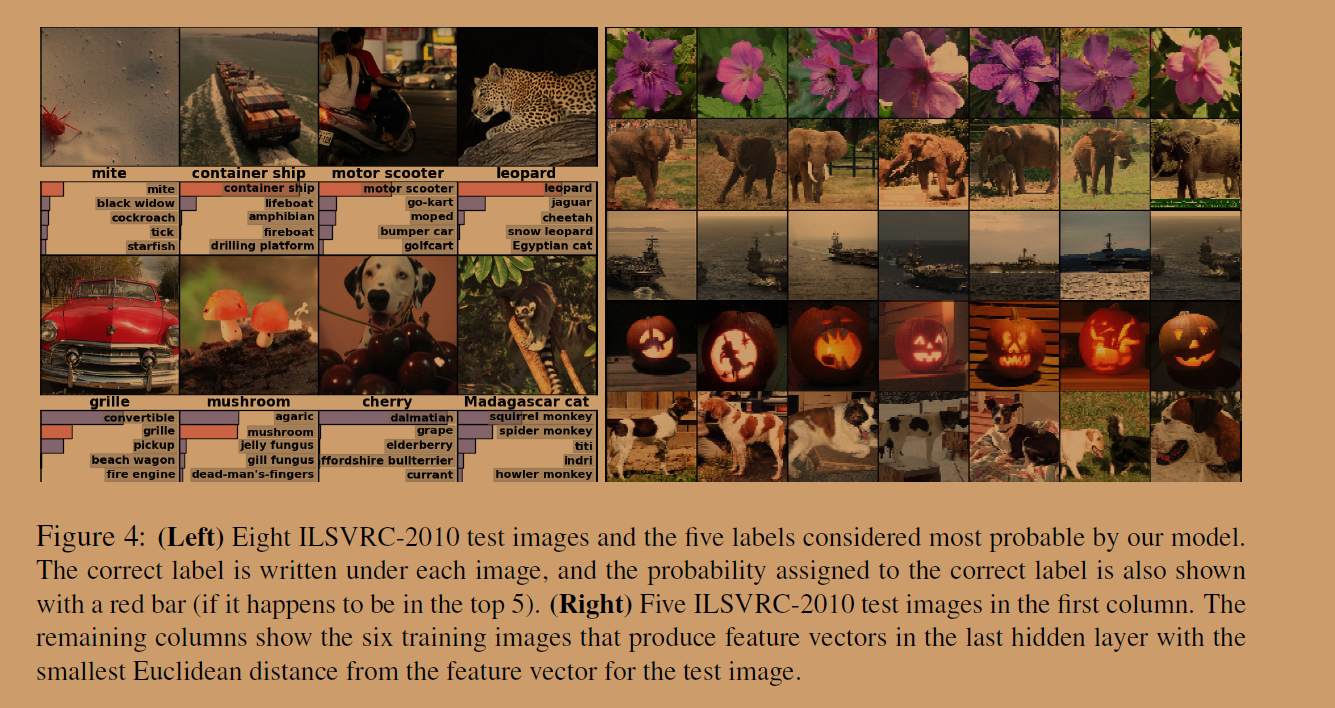 mite
container ship
motor scooter
leopard
mite
black widow
cockroach
tick
starfish
container ship
lifeboat
amphibian
fireboat
drilling platform
motor scooter
go-kart
moped
bumper car
golfcart
leopard
jaguar
cheetah
snow leopard
Egyptian cat
grille
mushroom
cherry
Madagascar cat
convertible
grille
pickup
beach wagon
fire engine
agaric
mushroom
jelly fungus
gill fungus
dead-man's-fingers
dalmatian
grape
elderberry
ffordshire bullterrier
currant
squirrel monkey
spider monkey
titi
indri
howler monkey
Figure 4: (Left) Eight ILSVRC-2010 test images and the five labels considered most probable by our model.
The correct label is written under each image, and the probability assigned to the correct label is also shown
with a red bar (if it happens to be in the top 5). (Right) Five ILSVRC-2010 test images in the first column. The
remaining columns show the six training images that produce feature vectors in the last hidden layer with the
smallest Euclidean distance from the feature vector for the test image.